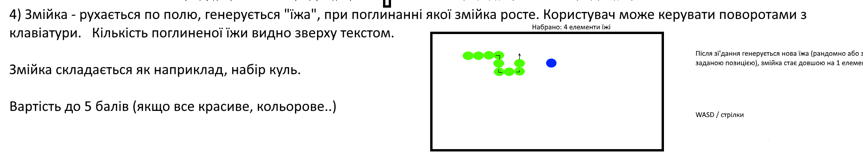 4) Змійка - рухається по полю, генерується "їжа", при поглинанні якої змійка росте. Користувач може керувати поворотами з
клавіатури. Кількість поглиненої їжи видно зверху текстом.
Набрано: 4 елементи їжі
Після зї'дання генерується нова їжа (рандомно або з
заданою позицією), змійка стає довшою на 1 елемен
Змійка складається як наприклад, набір куль.
Вартість до 5 балів (якщо все красиве, кольорове..)
WASD / стрілки